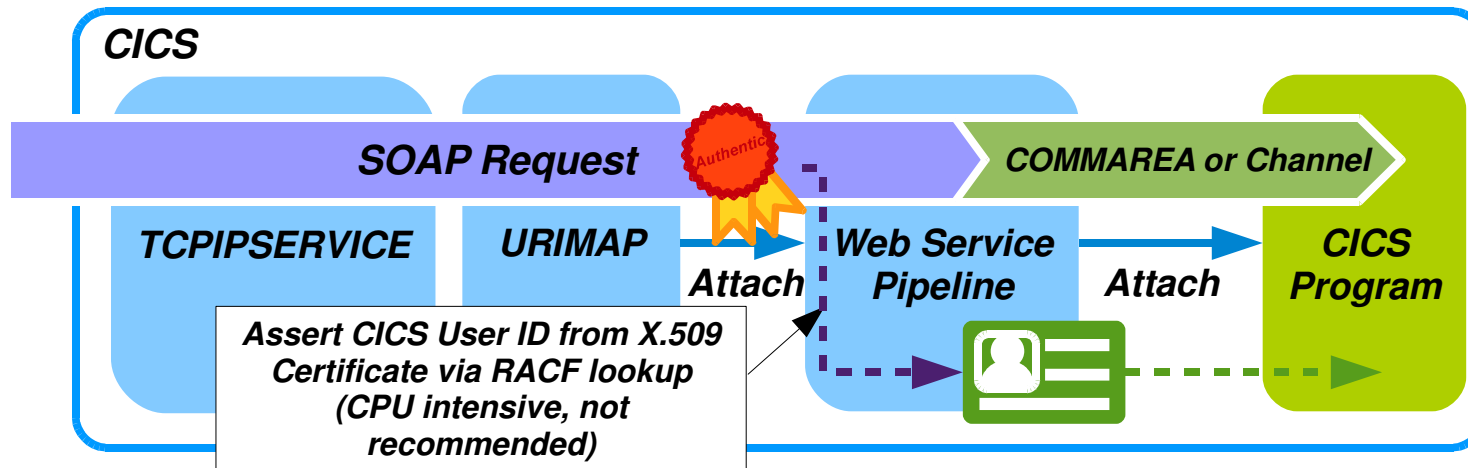 CICS
SOAP Request
Authentic
COMMAREA or Channel
TCPIPSERVICE
URIMAP
Attach
Web Service
Pipeline
Attach
CICS
Program
Assert CICS User ID from X.509
Certificate via RACF lookup
(CPU intensive, not
recommended)